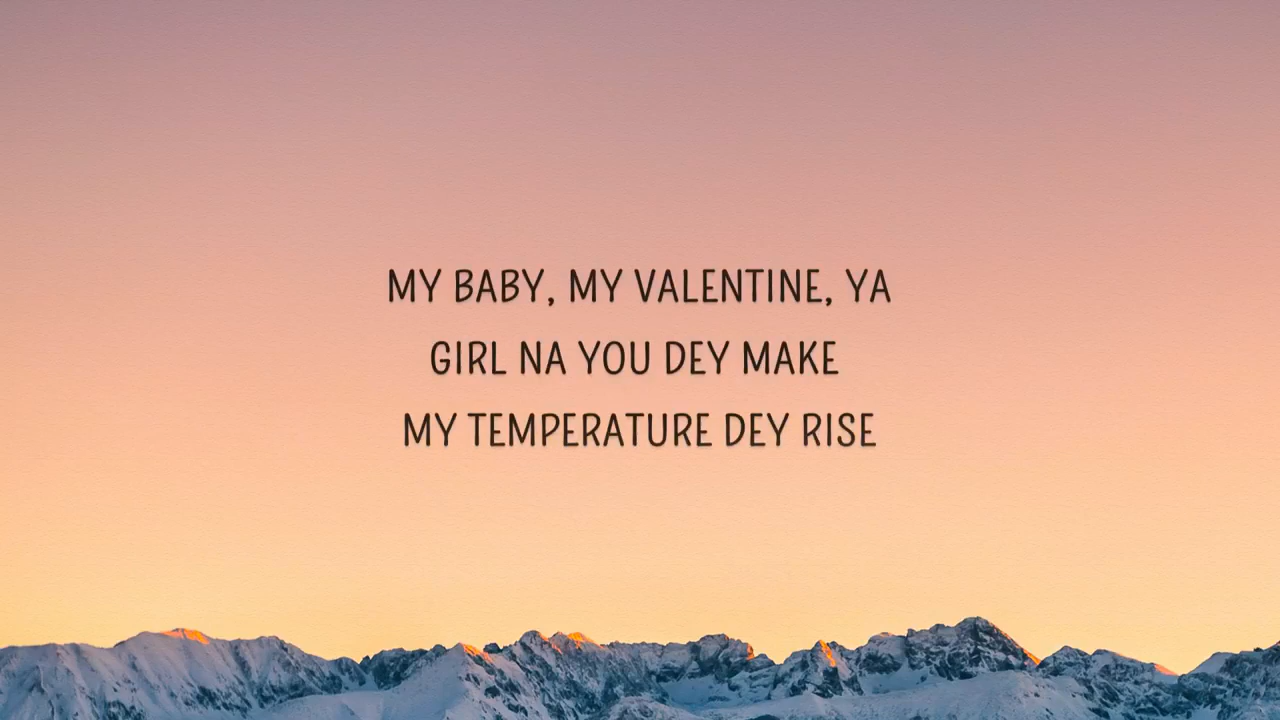 MY BABY, MY VALENTINE, YA
GIRL NA YOU DEY MAKE
MY TEMPERATURE DEY RISE